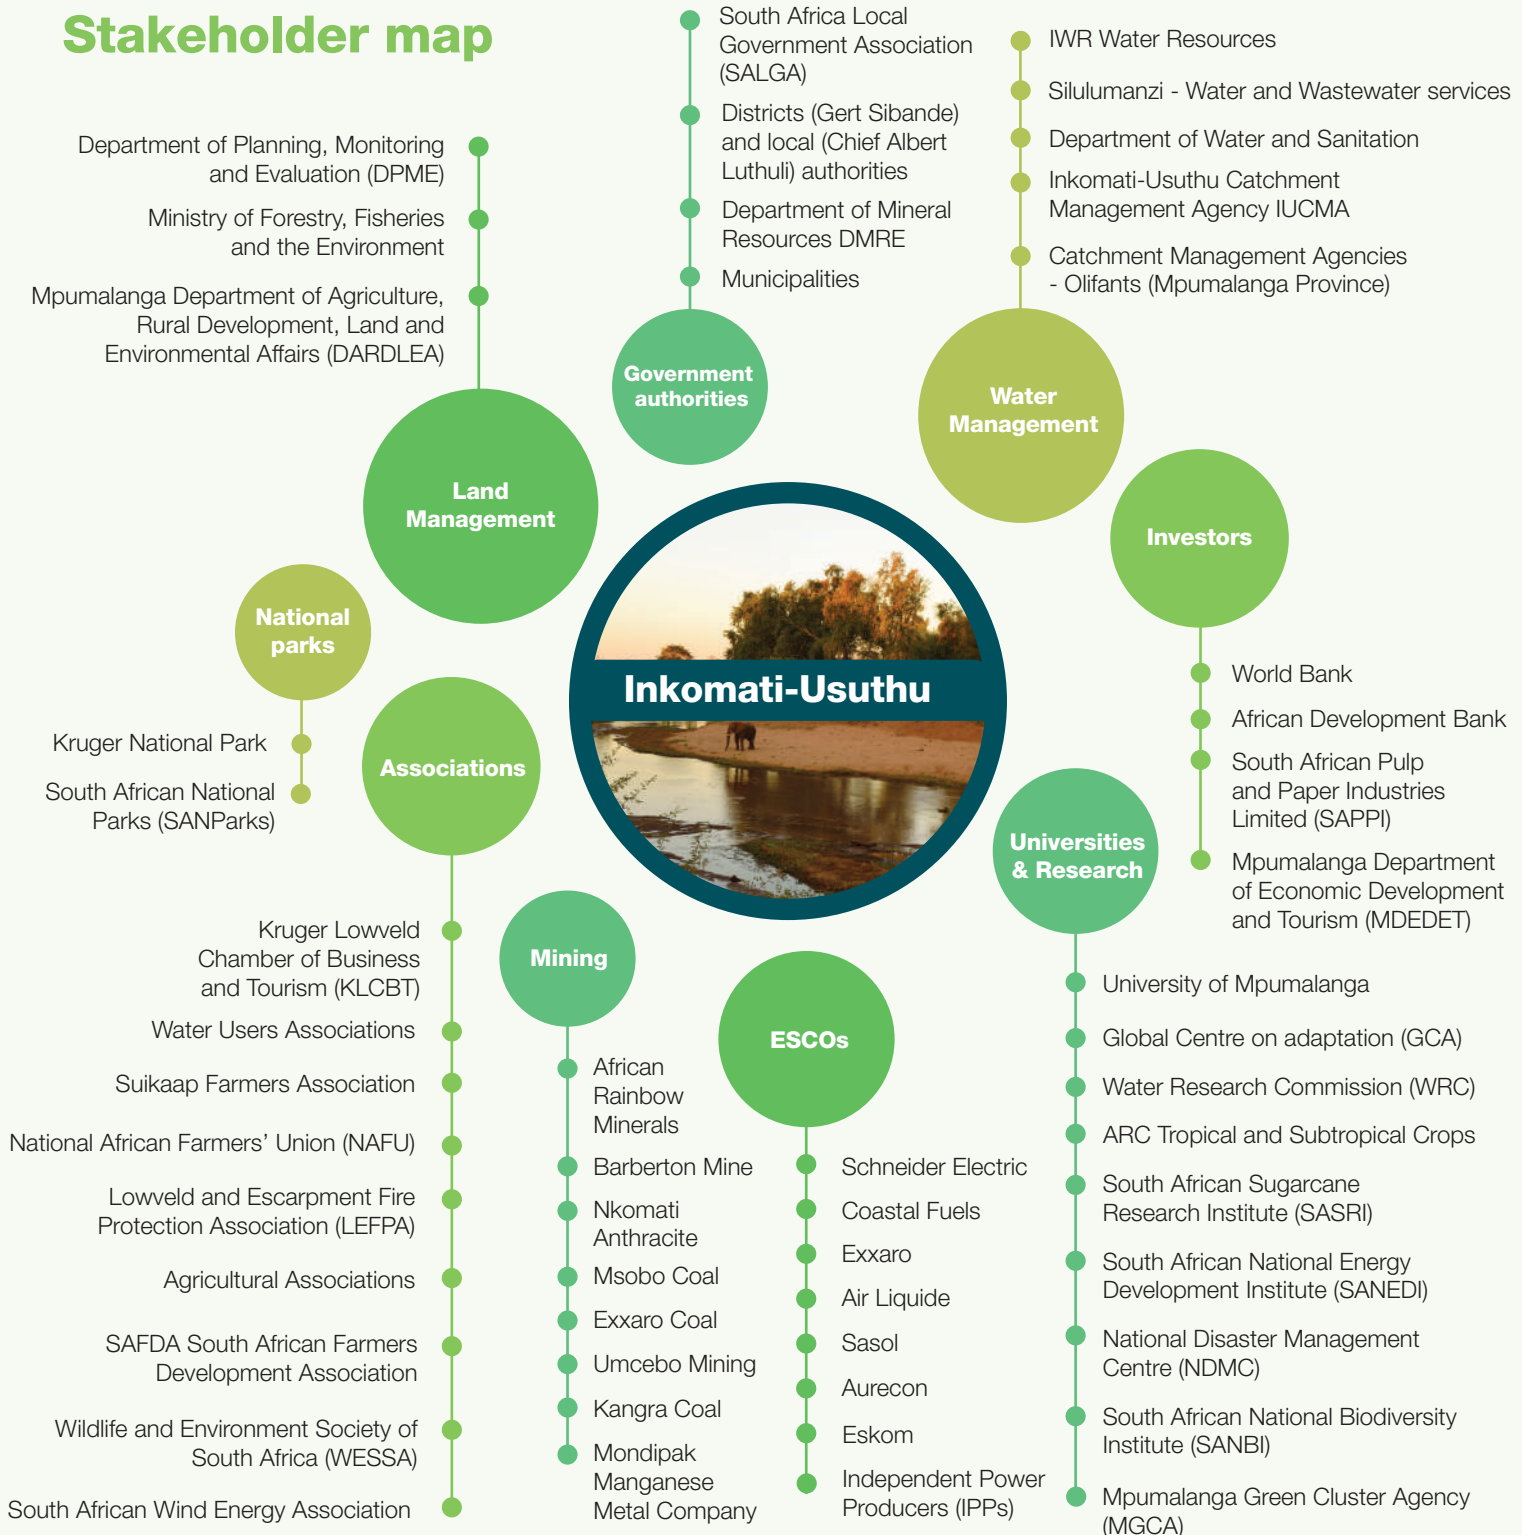 Stakeholder map
Department of Planning, Monitoring
and Evaluation (DPME)
Ministry of Forestry, Fisheries
and the Environment
Mpumalanga Department of Agriculture,
Rural Development, Land and
Environmental Affairs (DARDLEA)
Land
Management
South Africa Local
Government Association
(SALGA)
Districts (Gert Sibande)
and local (Chief Albert
Luthuli) authorities
Department of Mineral
Resources DMRE
Municipalities
Government
authorities
IWR Water Resources
Silulumanzi - Water and Wastewater services
Department of Water and Sanitation
Inkomati-Usuthu Catchment
Management Agency IUCMA
Catchment Management Agencies
- Olifants (Mpumalanga Province)
Water
Management
Investors
World Bank
African Development Bank
South African Pulp
and Paper Industries
Limited (SAPPI)
Mpumalanga Department
of Economic Development
and Tourism (MDEDET)
National
parks
Kruger National Park
South African National
Parks (SANParks)
Inkomati-Usuthu
Associations
Kruger Lowveld
Chamber of Business
and Tourism (KLCBT)
Water Users Associations
Suikaap Farmers Association
National African Farmers' Union (NAFU)
Lowveld and Escarpment Fire
Protection Association (LEFPA)
Agricultural Associations
SAFDA South African Farmers
Development Association
Wildlife and Environment Society of
South Africa (WESSA)
South African Wind Energy Association
Mining
African
Rainbow
Minerals
Barberton Mine
Nkomati
Anthracite
Msobo Coal
Exxaro Coal
Umcebo Mining
Kangra Coal
Mondipak
Manganese
Metal Company
ESCOs
Schneider Electric
Coastal Fuels
Exxaro
Air Liquide
Sasol
Aurecon
Eskom
Independent Power
Producers (IPPs)
Universities
& Research
University of Mpumalanga
Global Centre on adaptation (GCA)
Water Research Commission (WRC)
ARC Tropical and Subtropical Crops
South African Sugarcane
Research Institute (SASRI)
South African National Energy
Development Institute (SANEDI)
National Disaster Management
Centre (NDMC)
South African National Biodiversity
Institute (SANBI)
Mpumalanga Green Cluster Agency
(MGCA)